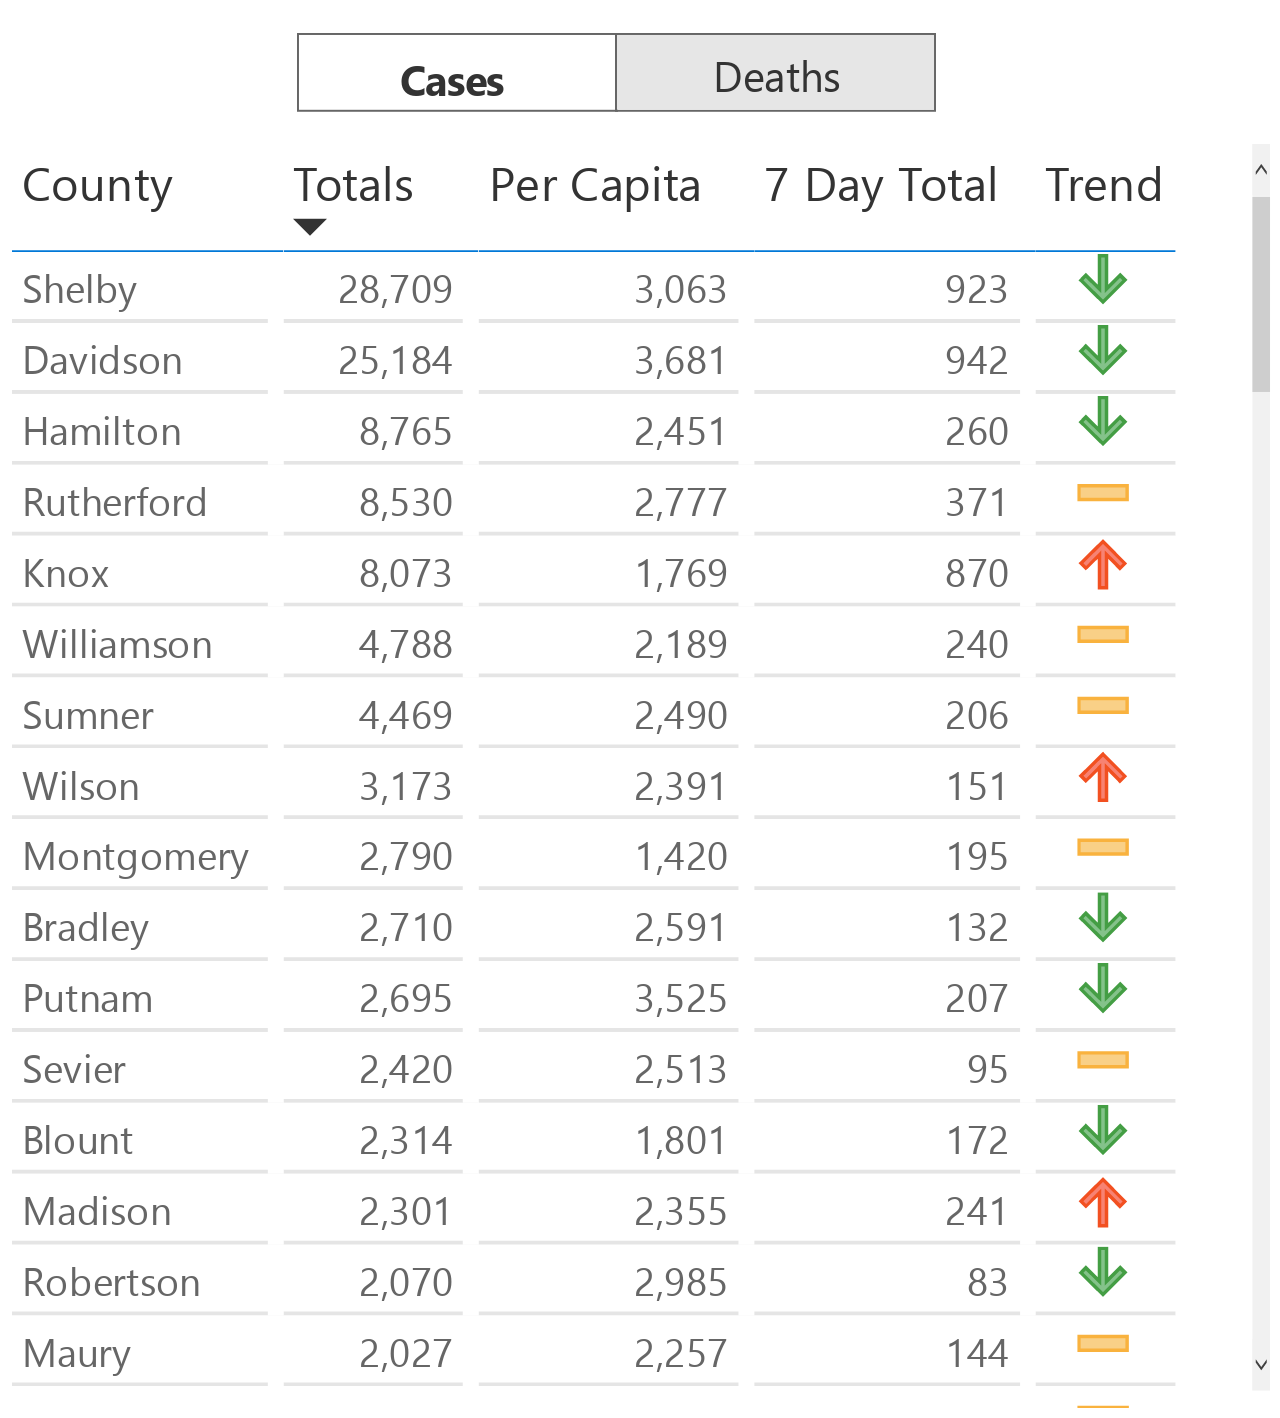 Cases Deaths
County Totals Per Capita 7 Day Total Trend
Shelby 28,709 3,063 923
Davidson 25,184 3,681 942
Hamilton 8,765 2,451 260
Rutherford 8,530 2,777 371
Knox 8,073 1,769 870
Williamson 4,788 2,189 240
Sumner 4,469 2,490 206
Wilson 3,173 2,391 151
Montgomery 2,790 1,420 195
Bradley 2,710 2,591 132
Putnam 2,695 3,525 207
Sevier 2,420 2,513 95
Blount 2,314 1,801 172
Madison 2,301 2,355 241
Robertson 2,070 2,985 83
Maury 2,027 2,257 144